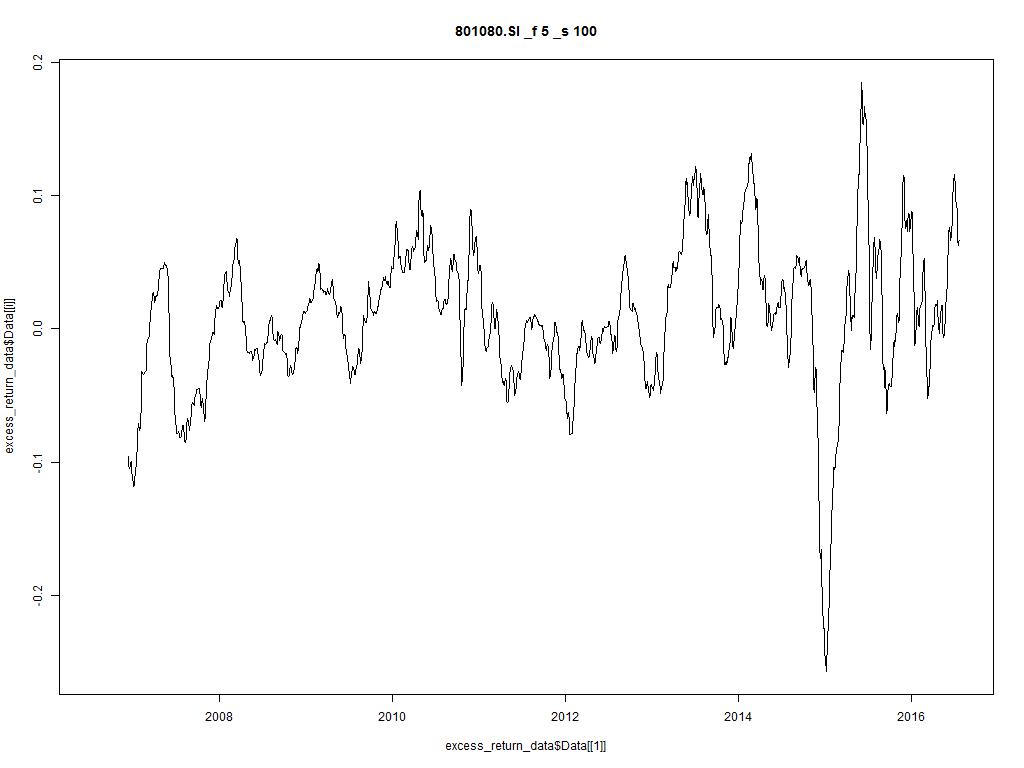 801080.SI _f 5 _s 100
excess_return_data$Data[[i]]
0.2
0.1
0.0
-0.1
-0.2
2008 2010 2012 2014 2016
excess_return_data$Data[[1]]